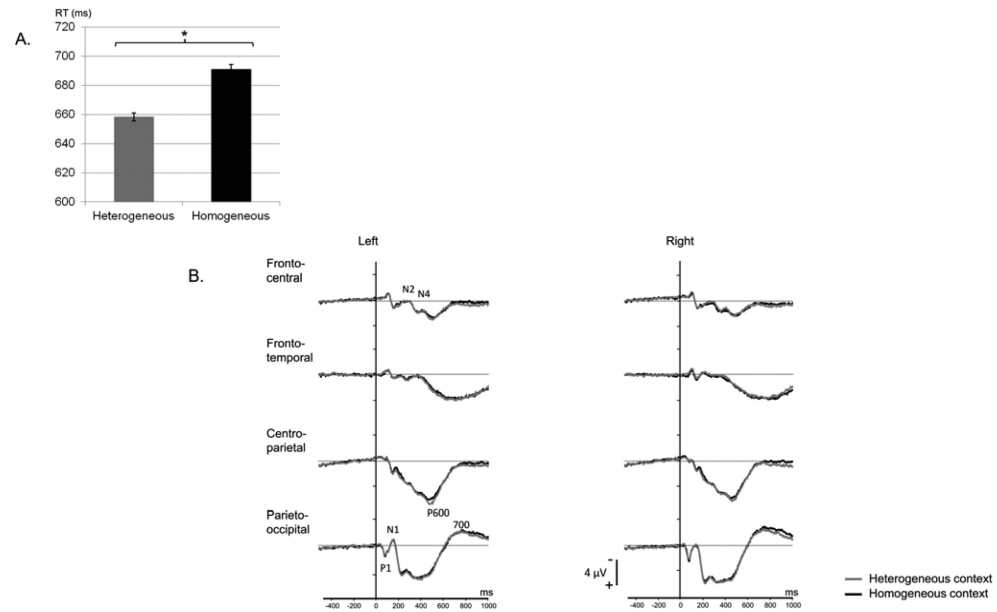 RT (ms)
A.
720
700
680
660
640
620
600
*
Heterogeneous Homogeneous
B.
Left Right
Fronto-
central
N2
N4
Fronto-
temporal
Centro-
parietal
P600
Parieto-
occipital
N1
700
P1
4 µV
-
+
ms ms
-400 -200 0 200 400 600 800 1000
-400 -200 0 200 400 600 800 1000
Heterogeneous context
Homogeneous context